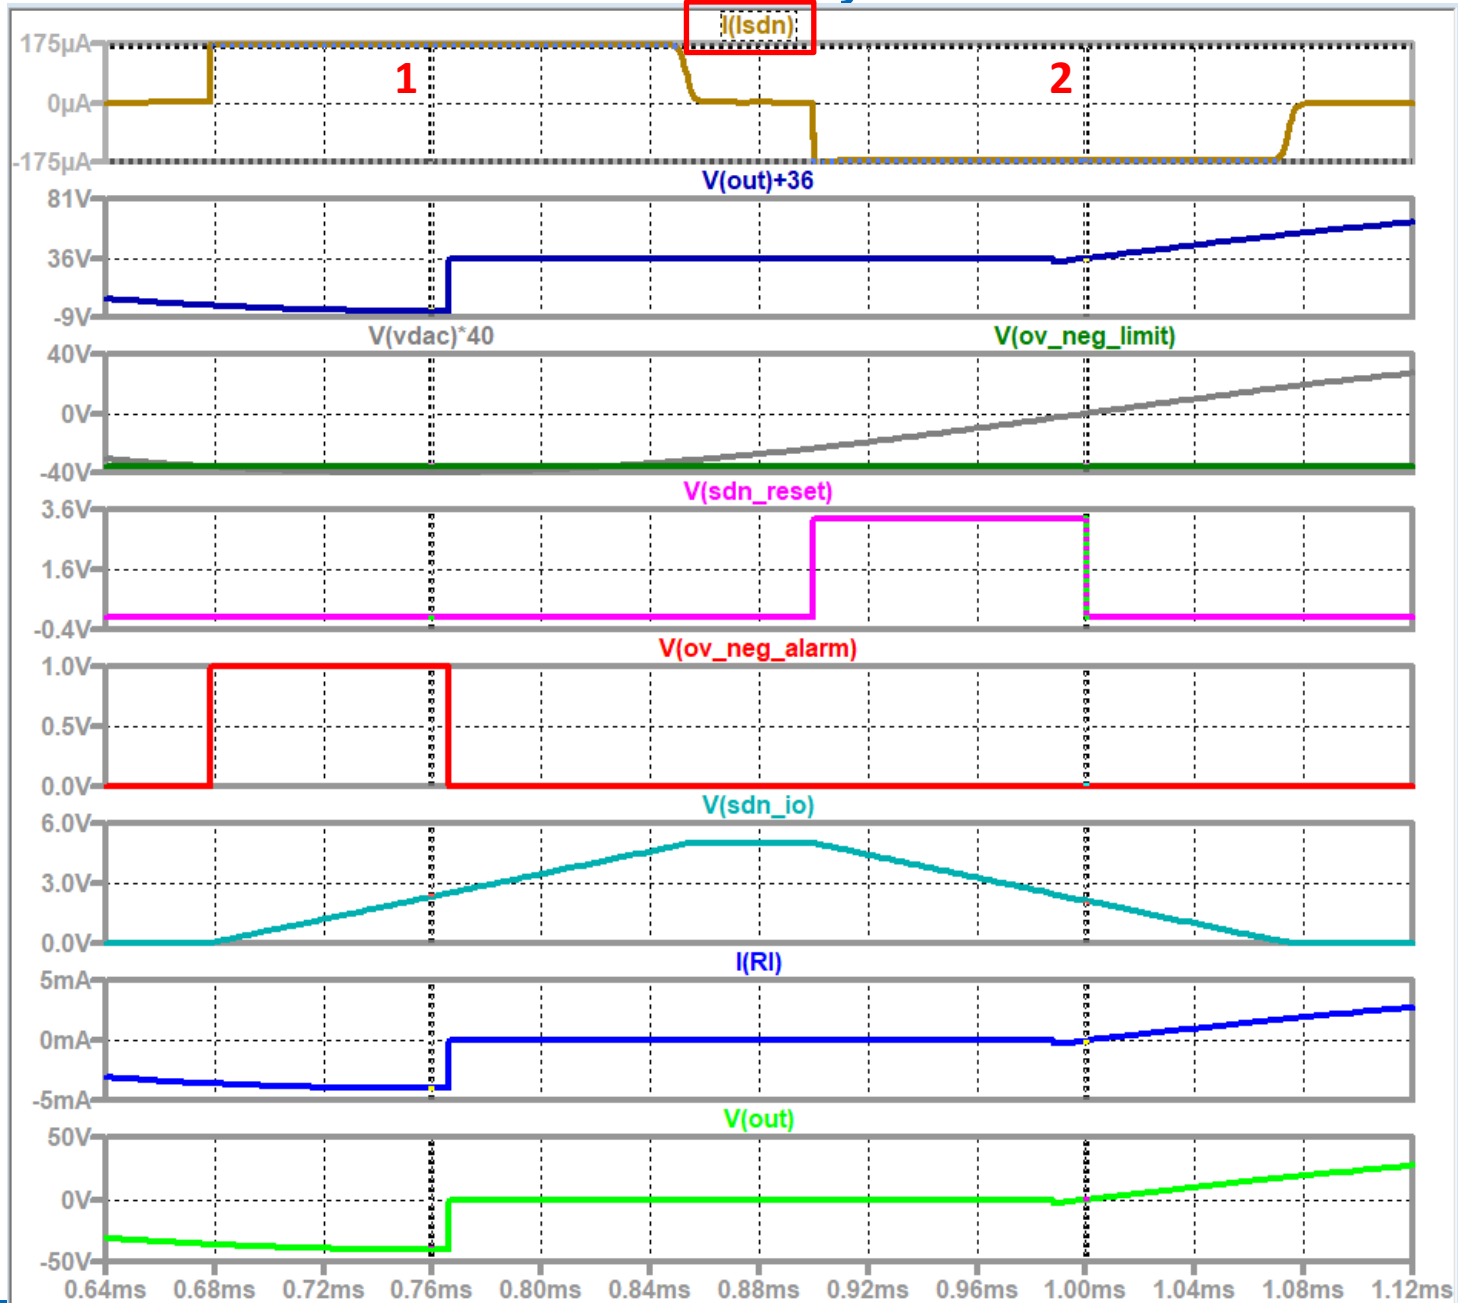 I(Isdn)
175µA
0µA
-175µA
1
2
V(out)+36
81V
36V
-9V
V(vdac)*40
V(ov_neg_limit)
40V
0V
-40V
V(sdn_reset)
3.6V
1.6V
-0.4V
V(ov_neg_alarm)
1.0V
0.5V
0.0V
V(sdn_io)
6.0V
3.0V
0.0V
I(RI)
5mA
0mA
-5mA
V(out)
50V
0V
-50V
0.64ms 0.68ms 0.72ms 0.76ms 0.80ms 0.84ms 0.88ms 0.92ms 0.96ms 1.00ms 1.04ms 1.08ms 1.12ms